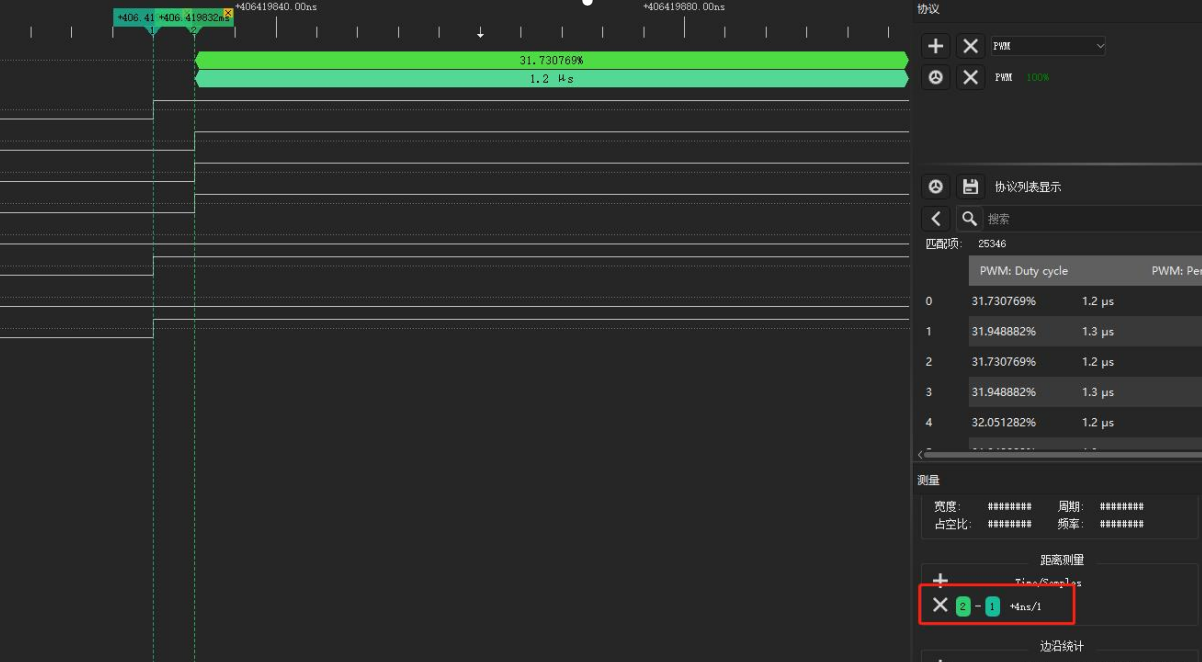 +406419840.00ns
+406419880.00ns
+406.41
+406.419832ms
1
2
31.730769%
1.2 μs
协议
PWM
PWM 100%
协议列表显示
搜索
匹配项: 25346
PWM: Duty cycle PWM: Per
0 31.730769% 1.2 μs
1 31.948882% 1.3 μs
2 31.730769% 1.2 μs
3 31.948882% 1.3 μs
4 32.051282% 1.2 μs
测量
宽度: ######## 周期: ########
占空比: ######## 频率: ########
距离测量
Time/Samples
2 - 1 +4ns/1
边沿统计